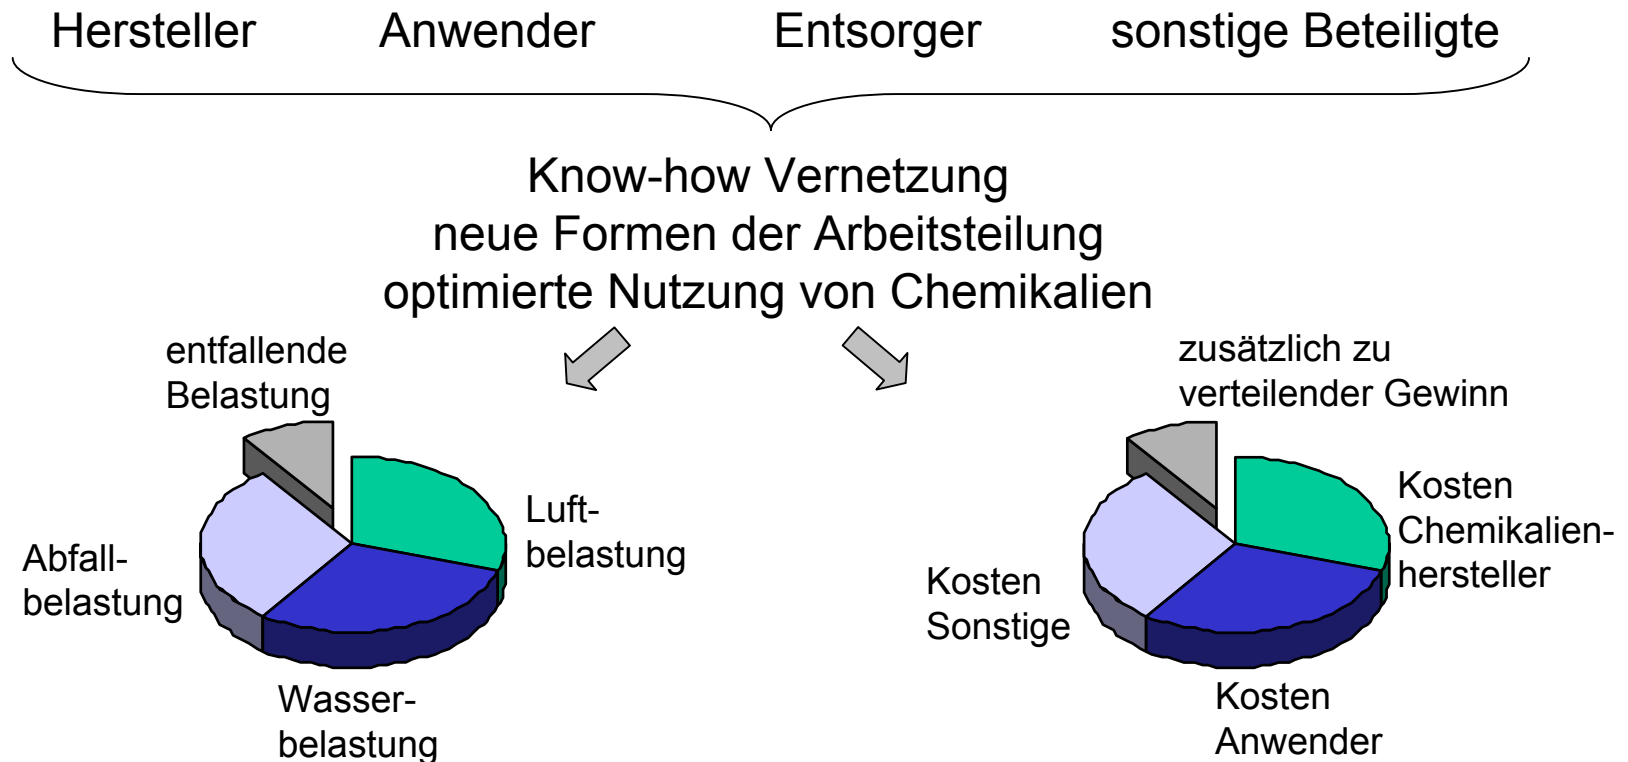 Hersteller Anwender Entsorger sonstige Beteiligte
Know-how Vernetzung
neue Formen der Arbeitsteilung
optimierte Nutzung von Chemikalien
entfallende
Belastung
Luft-
belastung
Abfall-
belastung
Wasser-
belastung
zusätzlich zu
verteilender Gewinn
Kosten
Chemikalien-
hersteller
Kosten
Sonstige
Kosten
Anwender